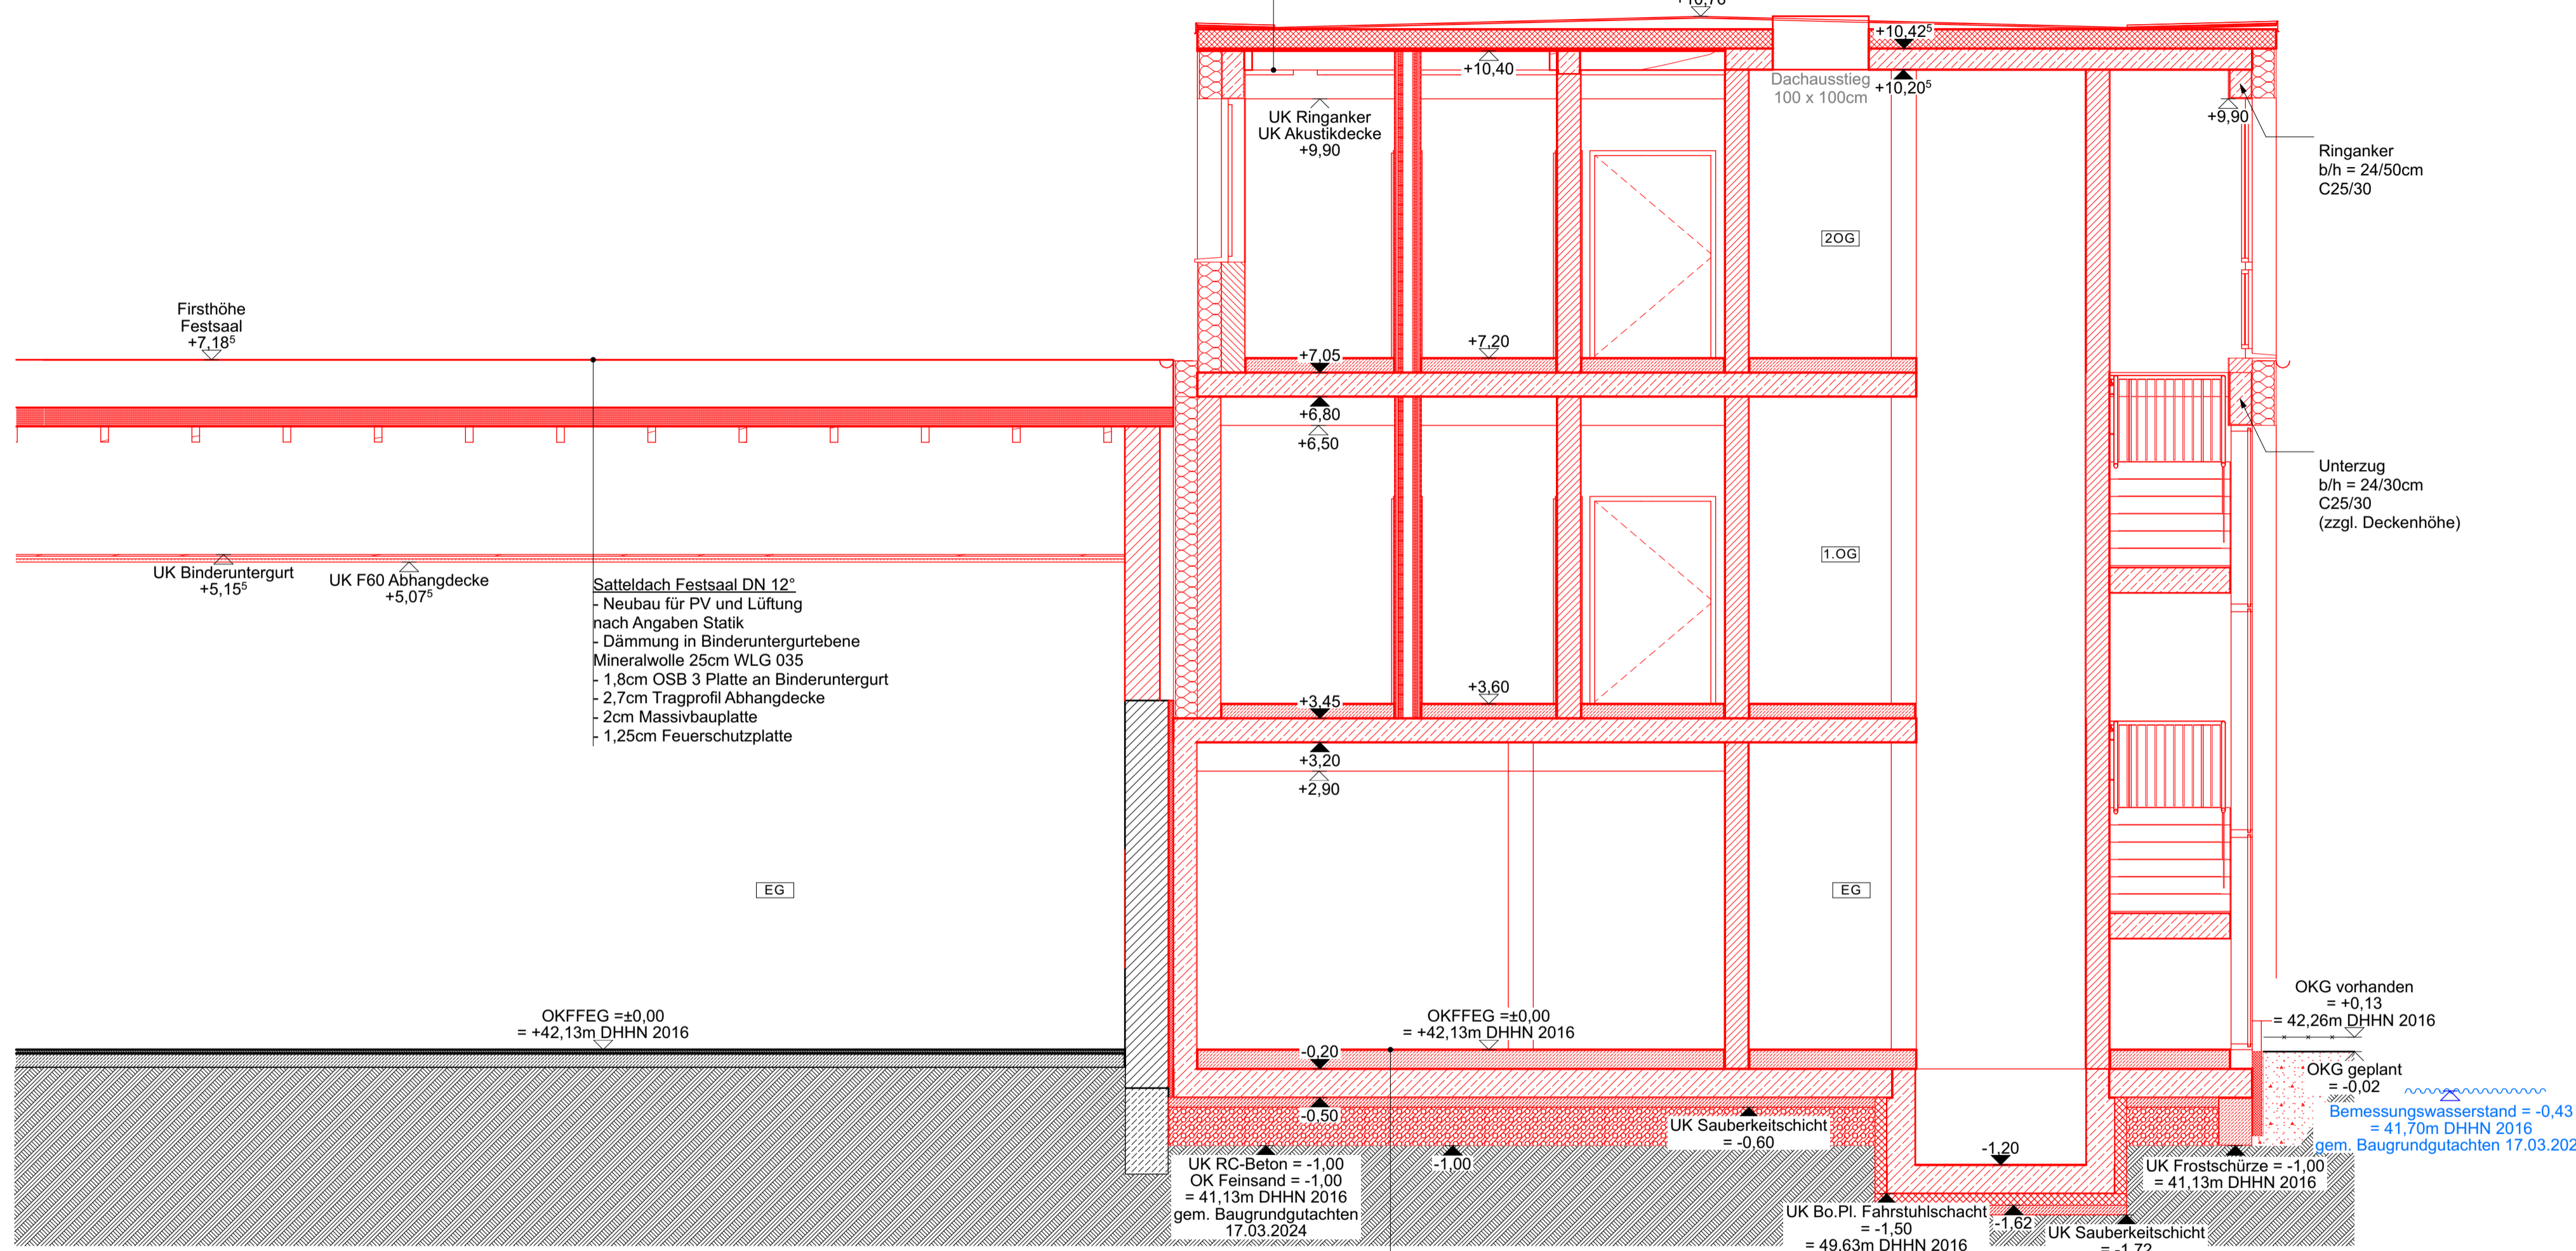 +10,76
+10,42⁵
+10,40
Dachausstieg
100 x 100cm
+10,20⁵
UK Ringanker
UK Akustikdecke
+9,90
+9,90
Ringanker
b/h = 24/50cm
C25/30
2OG
Firsthöhe
Festsaal
+7,18⁵
+7,05
+7,20
+6,80
+6,50
Unterzug
b/h = 24/30cm
C25/30
(zzgl. Deckenhöhe)
1.OG
UK Binderuntergurt
+5,15⁵
UK F60 Abhangdecke
+5,07⁵
Satteldach Festsaal DN 12°
- Neubau für PV und Lüftung
nach Angaben Statik
- Dämmung in Binderuntergurtebene
Mineralwolle 25cm WLG 035
- 1,8cm OSB 3 Platte an Binderuntergurt
- 2,7cm Tragprofil Abhangdecke
- 2cm Massivbauplatte
- 1,25cm Feuerschutzplatte
+3,45
+3,60
+3,20
+2,90
EG
EG
OKFFEG =±0,00
= +42,13m DHHN 2016
OKFFEG =±0,00
= +42,13m DHHN 2016
OKG vorhanden
= +0,13
= 42,26m DHHN 2016
-0,20
OKG geplant
= -0,02
-0,50
Bemessungswasserstand = -0,43
= 41,70m DHHN 2016
gem. Baugrundgutachten 17.03.202
UK Sauberkeitschicht
= -0,60
UK RC-Beton = -1,00
OK Feinsand = -1,00
= 41,13m DHHN 2016
gem. Baugrundgutachten
17.03.2024
-1,00
-1,20
UK Frostschürze = -1,00
= 41,13m DHHN 2016
UK Bo.Pl. Fahrstuhlschacht
= -1,50
= 49,63m DHHN 2016
-1,62
UK Sauberkeitschicht
= -1,72